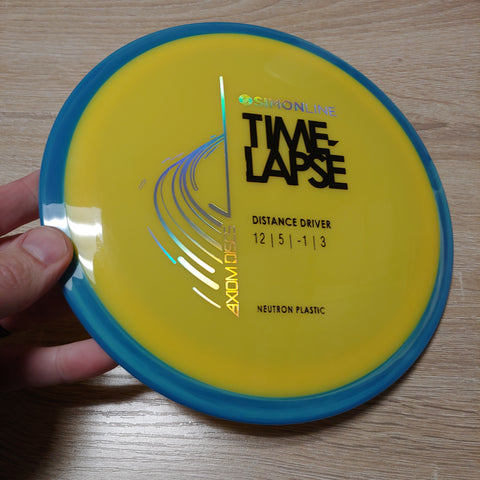 SIMONLINE
TIME-
LAPSE
DISTANCE DRIVER
12 | 5 | -1 | 3
AXIOM DISCS
NEUTRON PLASTIC